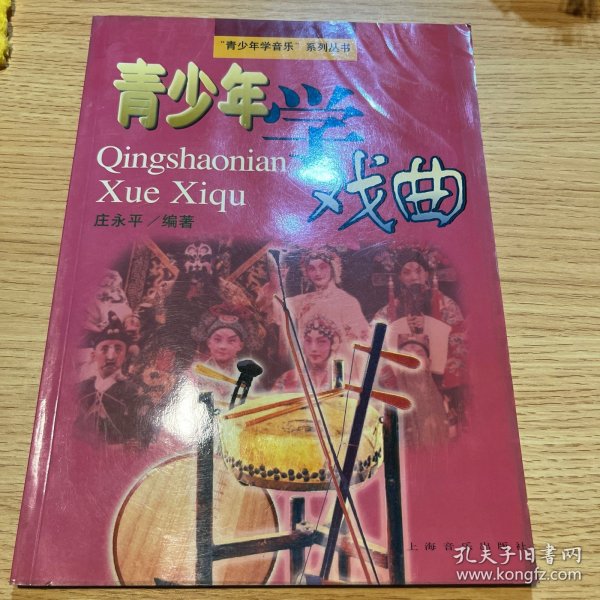 "青少年学音乐"系列丛书
青少年学
戏曲
Qingshaonian
Xue Xiqu
庄永平／编著
上海音乐出版社
孔夫子旧书网
www.kongfz.com